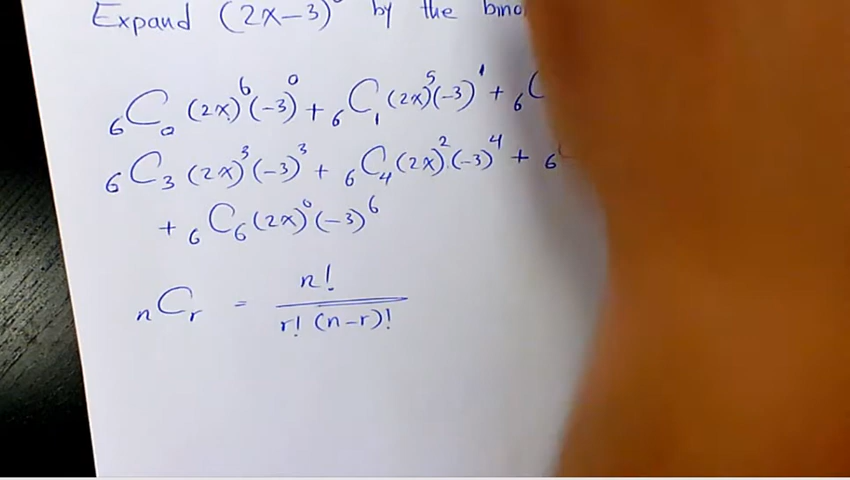 Expand (2x-3) by the
₆C₀ (2x)⁶(-3)⁰ + ₆C₁ (2x)⁵(-3)¹ + ₆C
₆C₃ (2x)³(-3)³ + ₆C₄ (2x)²(-3)⁴ + ₆
+ ₆C₆ (2x)⁰(-3)⁶
ₙCᵣ = n! / r! (n-r)!